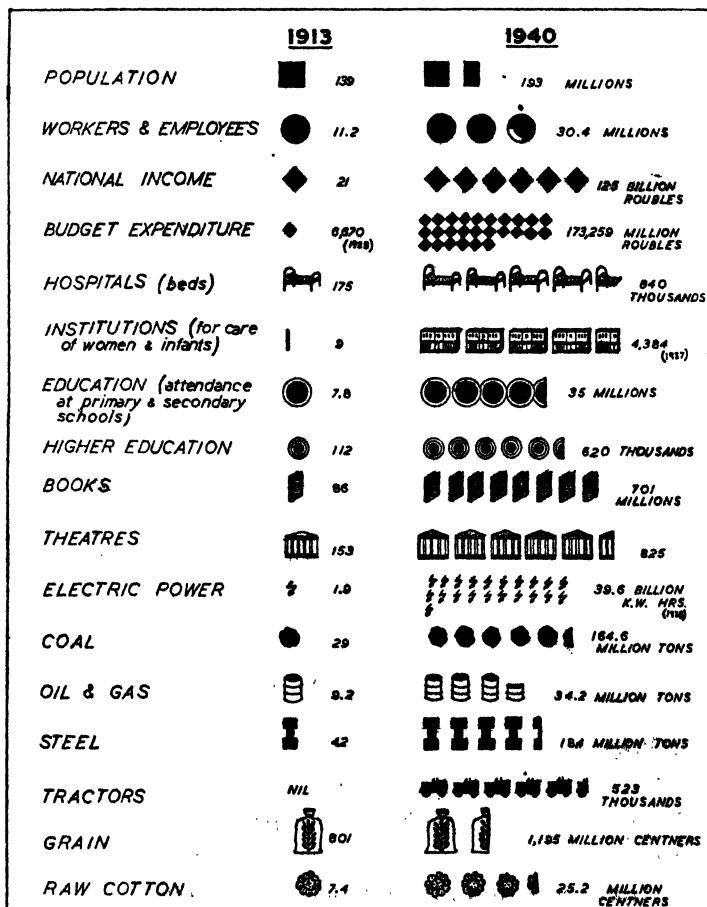 1913 1940
POPULATION 139 193 MILLIONS
WORKERS & EMPLOYEES 11.2 30.4 MILLIONS
NATIONAL INCOME 21 125 BILLION
ROUBLES
BUDGET EXPENDITURE 6,670 173,259 MILLION
(1928) ROUBLES
HOSPITALS (beds) 175 840
THOUSANDS
INSTITUTIONS (for care
of women & infants) 9 4,384
(1937)
EDUCATION (attendance
at primary & secondary 7.8 35 MILLIONS
schools)
HIGHER EDUCATION 112 620 THOUSANDS
BOOKS 86 701
MILLIONS
THEATRES 153 825
ELECTRIC POWER 1.9 39.6 BILLION
K.W. HRS.
COAL 29 164.6
MILLION TONS
OIL & GAS 9.2 34.2 MILLION TONS
STEEL 4.2 18.4 MILLION TONS
TRACTORS NIL 523
THOUSANDS
GRAIN 801 1,195 MILLION CENTNERS
RAW COTTON 7.4 25.2 MILLION
CENTNERS